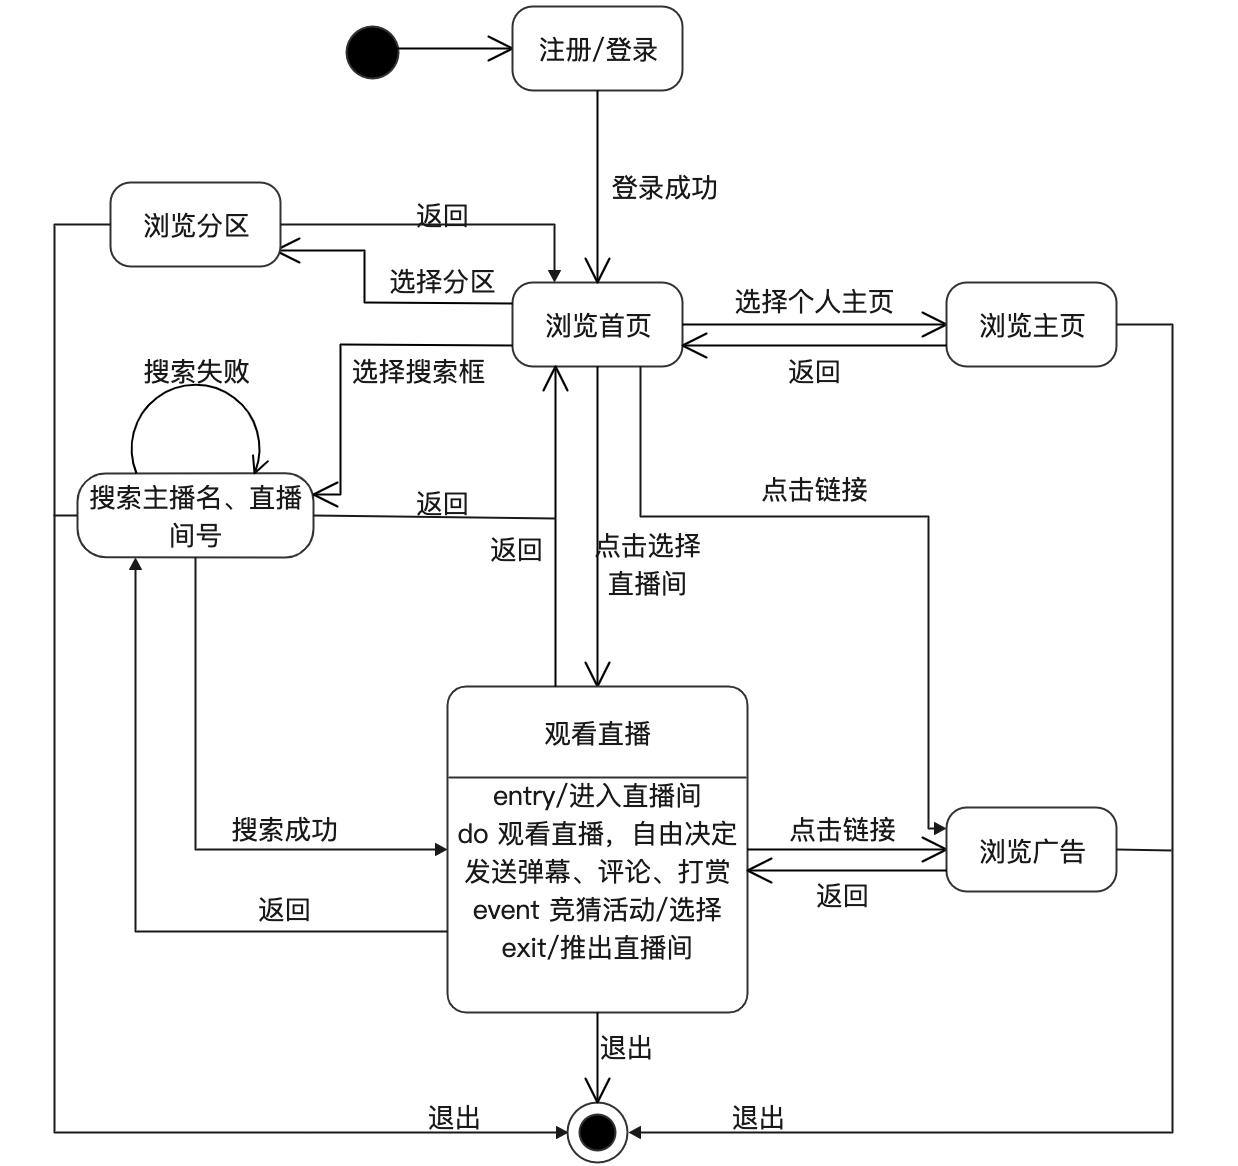 注册/登录
登录成功
浏览分区
返回
选择分区
浏览首页
选择个人主页
浏览主页
返回
搜索失败
选择搜索框
搜索主播名、直播
间号
返回
点击链接
返回
点击选择
直播间
观看直播
entry/进入直播间
do 观看直播，自由决定
发送弹幕、评论、打赏
event 竞猜活动/选择
exit/推出直播间
搜索成功
返回
点击链接
浏览广告
返回
退出
退出
退出